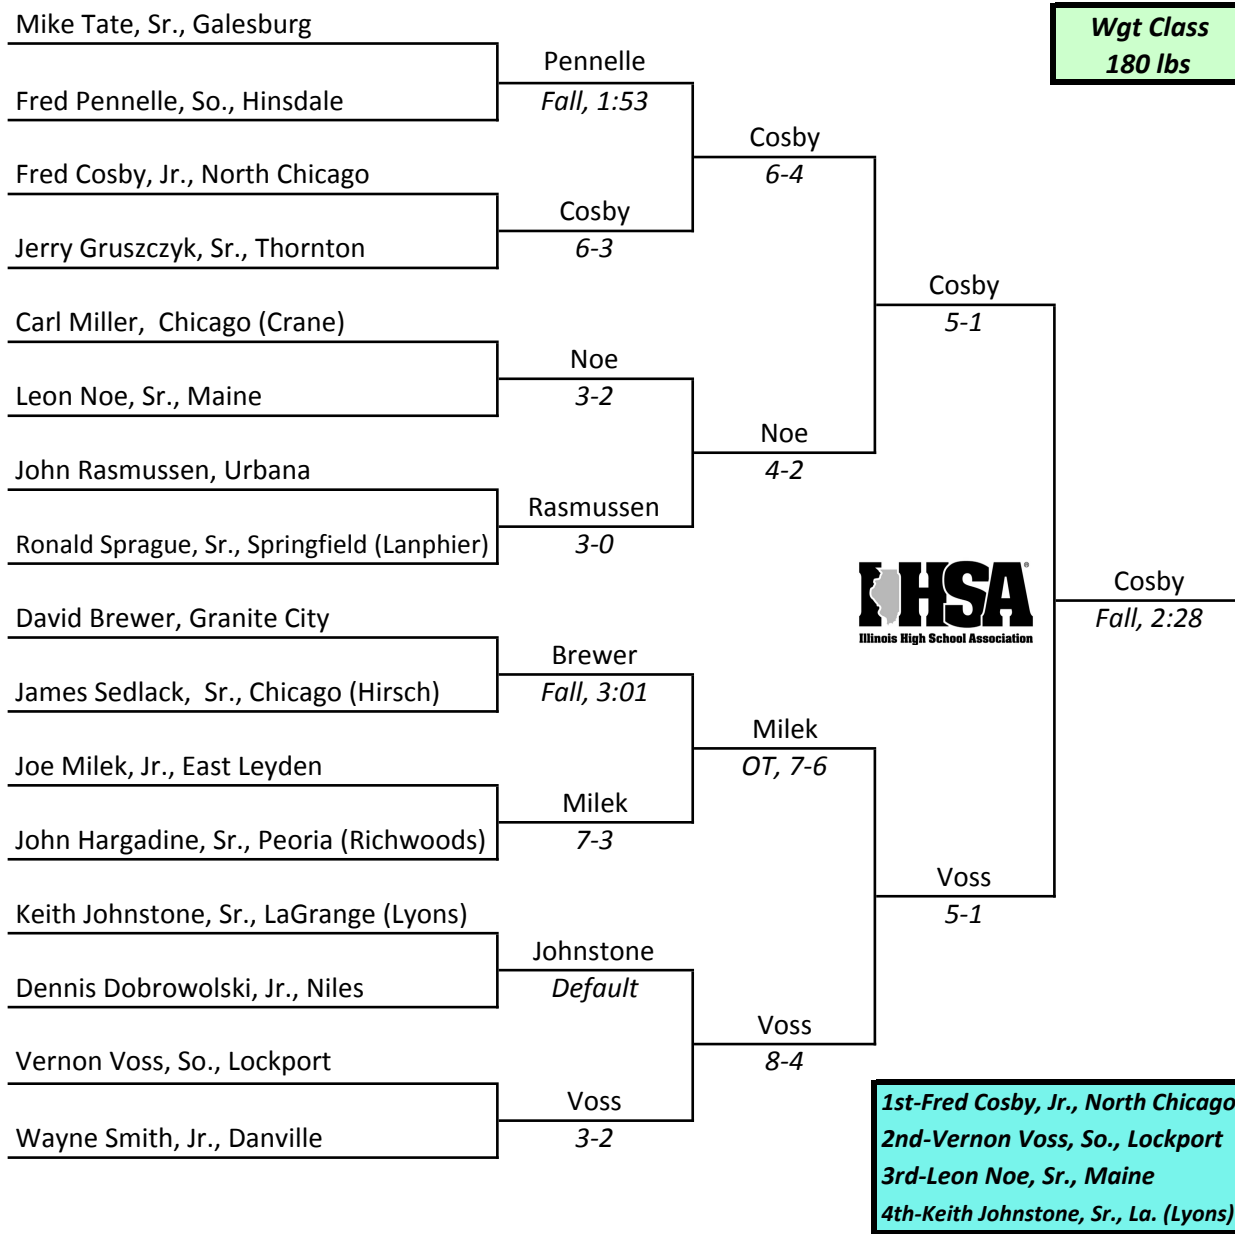 Mike Tate, Sr., Galesburg
Wgt Class
180 lbs
Pennelle
Fall, 1:53
Fred Pennelle, So., Hinsdale
Cosby
6-4
Fred Cosby, Jr., North Chicago
Cosby
6-3
Jerry Gruszczyk, Sr., Thornton
Cosby
5-1
Carl Miller,  Chicago (Crane)
Noe
3-2
Leon Noe, Sr., Maine
Noe
4-2
John Rasmussen, Urbana
Rasmussen
3-0
Ronald Sprague, Sr., Springfield (Lanphier)
IHSA®
Illinois High School Association
Cosby
Fall, 2:28
David Brewer, Granite City
Brewer
Fall, 3:01
James Sedlack,  Sr., Chicago (Hirsch)
Milek
OT, 7-6
Joe Milek, Jr., East Leyden
Milek
7-3
John Hargadine, Sr., Peoria (Richwoods)
Voss
5-1
Keith Johnstone, Sr., LaGrange (Lyons)
Johnstone
Default
Dennis Dobrowolski, Jr., Niles
Voss
8-4
Vernon Voss, So., Lockport
Voss
3-2
Wayne Smith, Jr., Danville
1st-Fred Cosby, Jr., North Chicago
2nd-Vernon Voss, So., Lockport
3rd-Leon Noe, Sr., Maine
4th-Keith Johnstone, Sr., La. (Lyons)